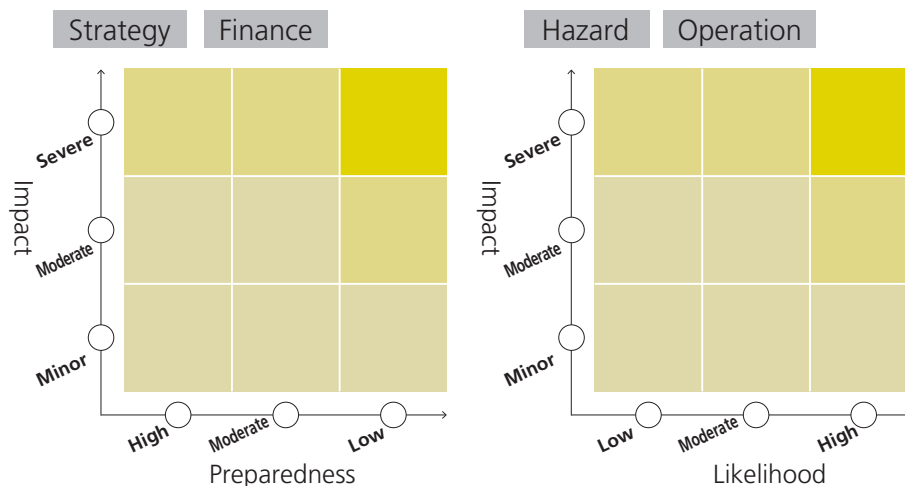 Strategy Finance
Severe
Moderate
Minor
Impact
High Moderate Low
Preparedness
Hazard Operation
Severe
Moderate
Minor
Impact
Low Moderate High
Likelihood